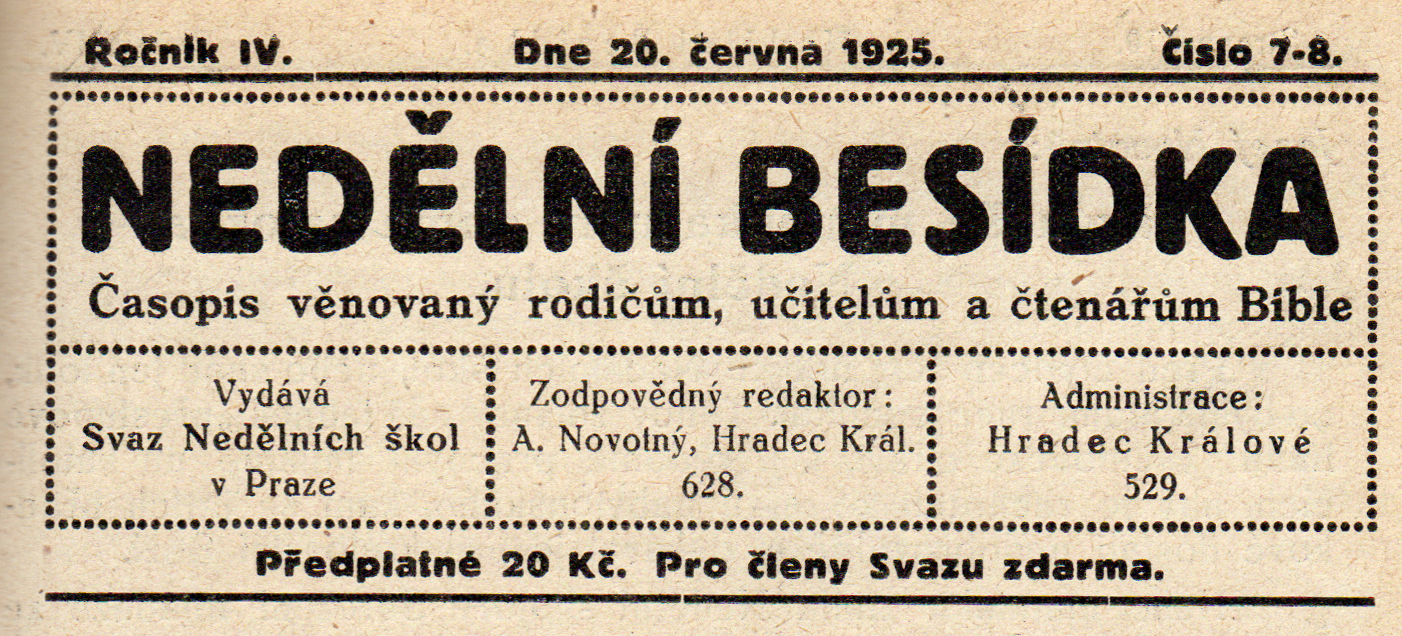 Ročník IV. Dne 20. června 1925. Číslo 7-8.
NEDĚLNÍ BESÍDKA
Časopis věnovaný rodičům, učitelům a čtenářům Bible
Vydává
Svaz Nedělních škol
v Praze
Zodpovědný redaktor:
A. Novotný, Hradec Král.
628.
Administrace:
Hradec Králové
529.
Předplatné 20 Kč. Pro členy Svazu zdarma.